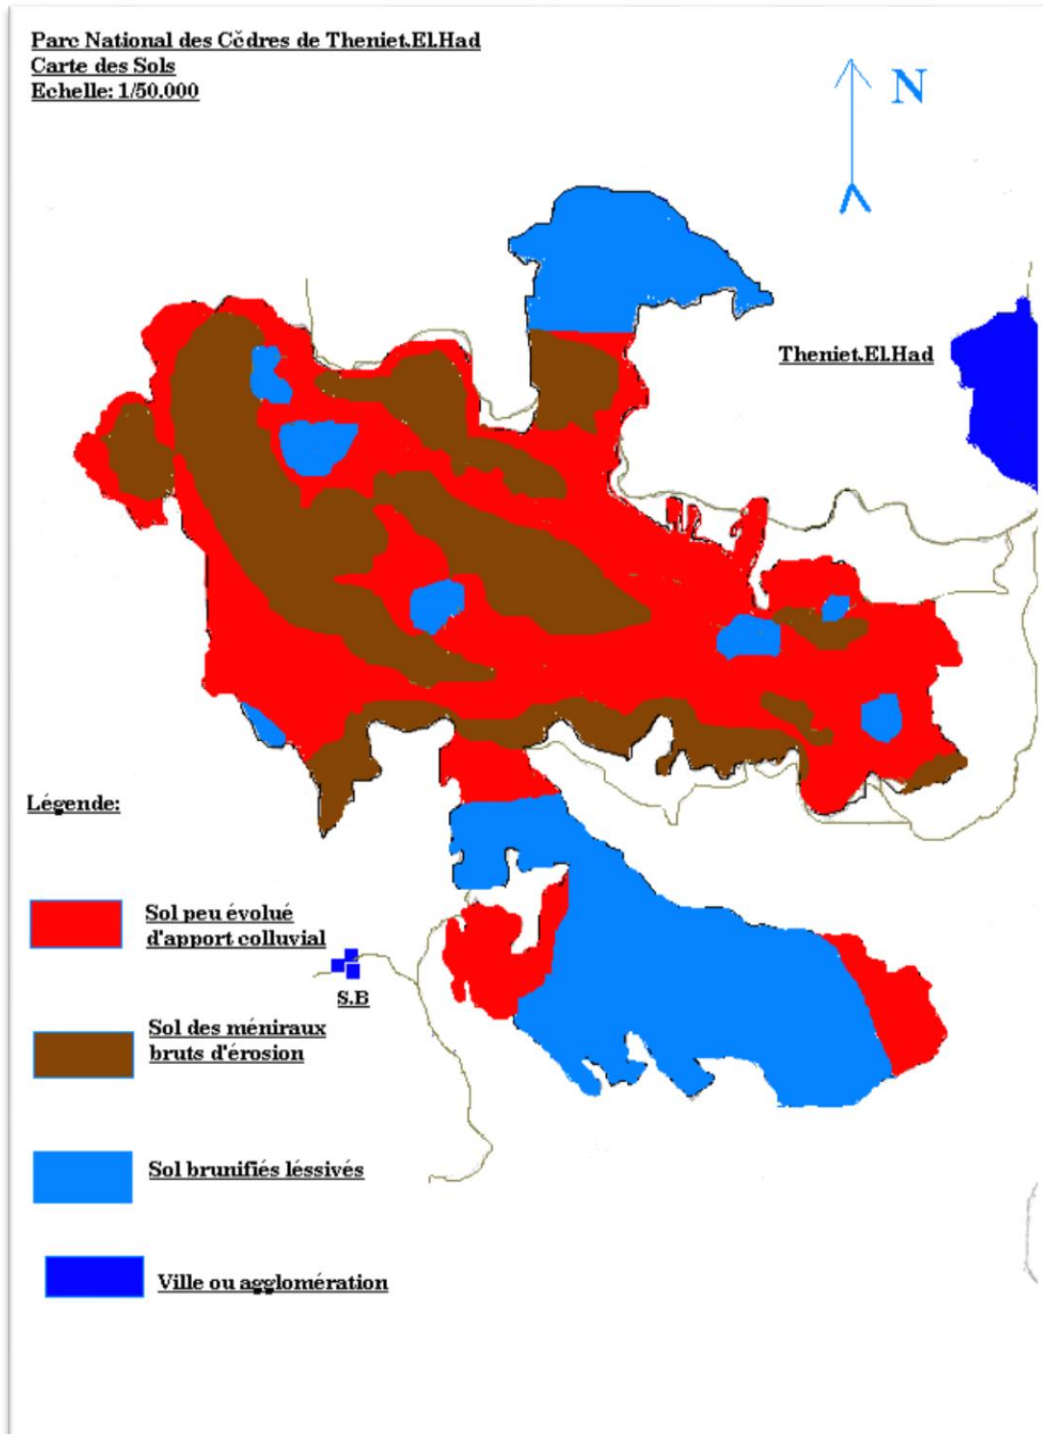 Parc National des Cĕdres de Theniet.El.Had
Carte des Sols
Echelle: 1/50.000
N
Theniet.El.Had
Légende:
Sol peu évolué
d'apport colluvial
S.B
Sol des méniraux
bruts d'érosion
Sol brunifiés léssivés
Ville ou agglomération